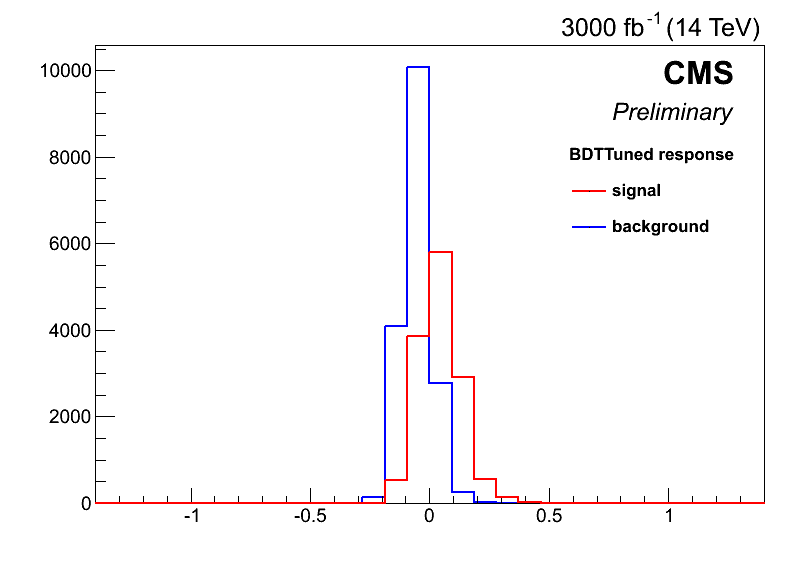 3000 fb⁻¹ (14 TeV)
CMS
Preliminary
BDTTuned response
signal
background
10000
8000
6000
4000
2000
0
-1 -0.5 0 0.5 1